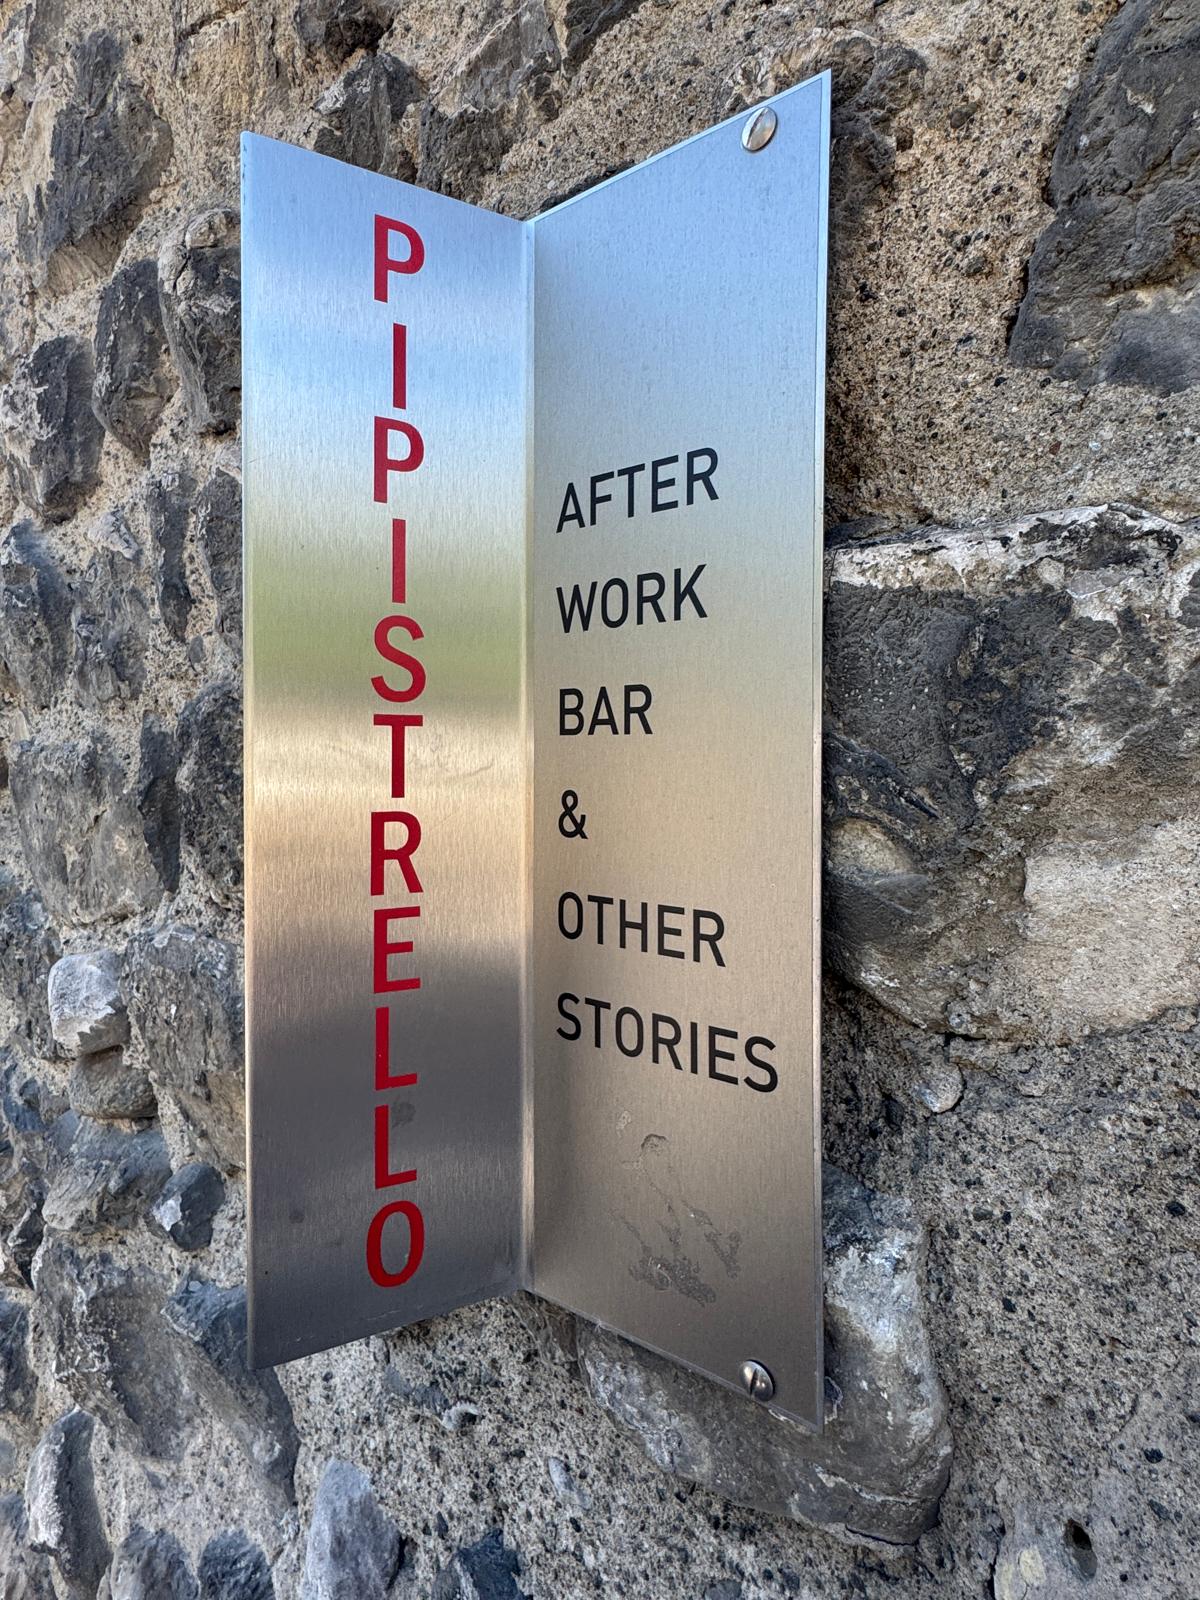 PIPISTRELLO
AFTER
WORK
BAR
&
OTHER
STORIES